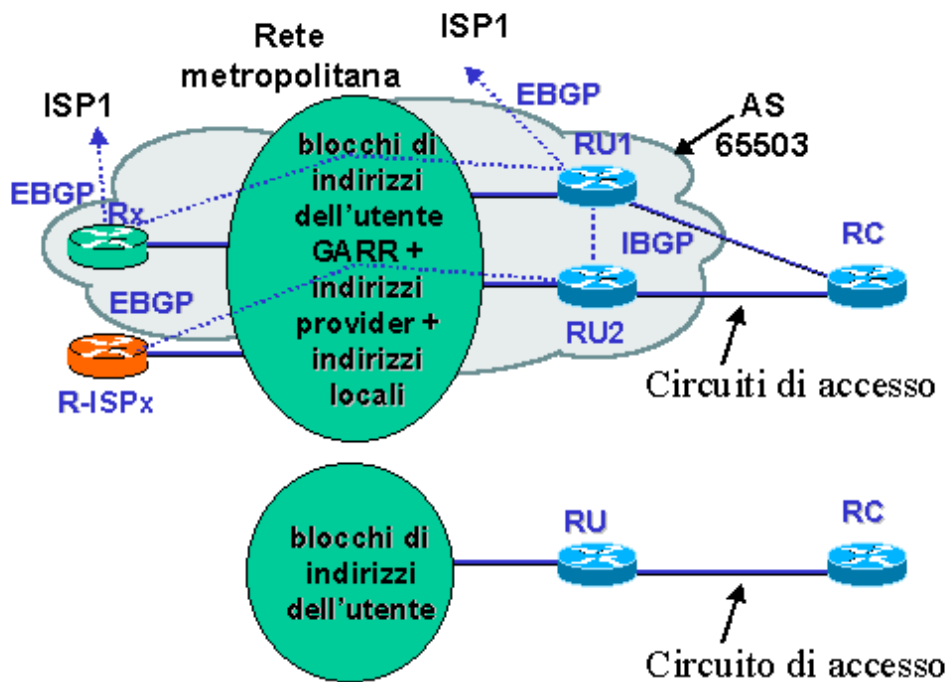 ISP1
Rete
metropolitana
ISP1
EBGP
AS
65503
RU1
blocchi di
indirizzi
dell'utente
GARR +
indirizzi
provider +
indirizzi
locali
EBGP
Rx
IBGP
RC
EBGP
RU2
R-ISPx
Circuiti di accesso
blocchi di
indirizzi
dell'utente
RU
RC
Circuito di accesso